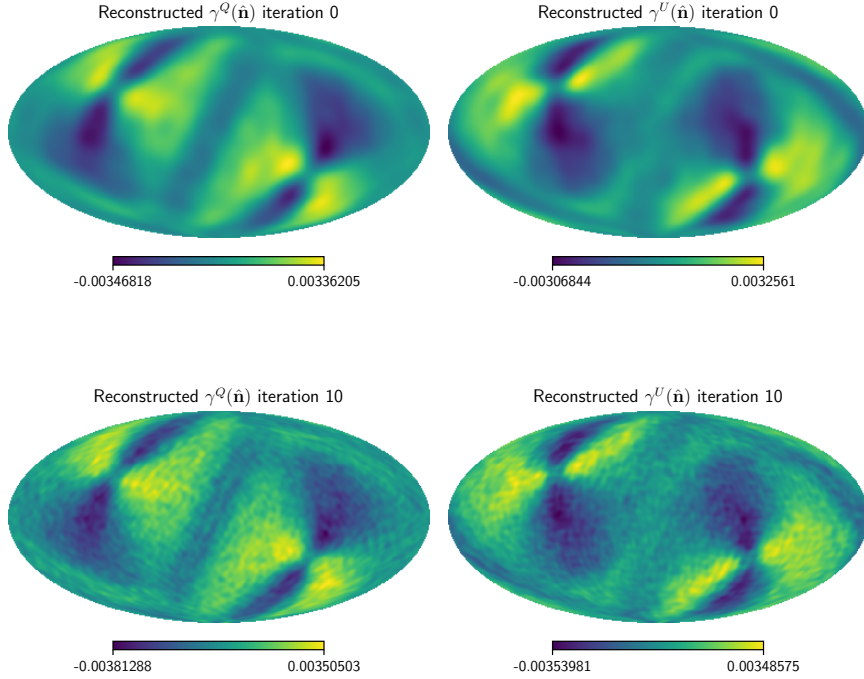 Reconstructed γ^Q(n̂) iteration 0
Reconstructed γ^U(n̂) iteration 0
-0.00346818 0.00336205
-0.00306844 0.0032561
Reconstructed γ^Q(n̂) iteration 10
Reconstructed γ^U(n̂) iteration 10
-0.00381288 0.00350503
-0.00353981 0.00348575